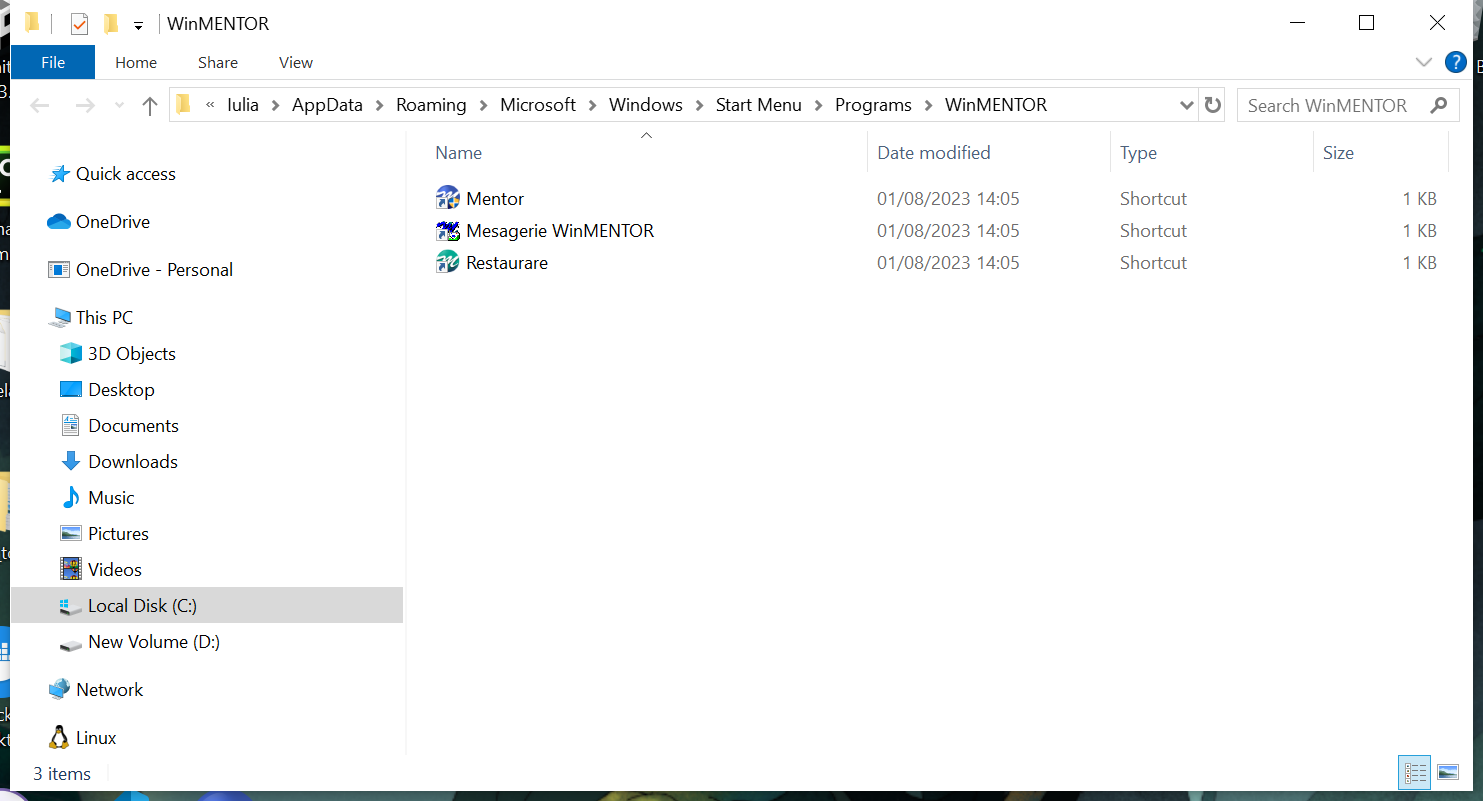 WinMENTOR
File Home Share View
« Iulia > AppData > Roaming > Microsoft > Windows > Start Menu > Programs > WinMENTOR
Search WinMENTOR
Name Date modified Type Size
Mentor 01/08/2023 14:05 Shortcut 1 KB
Mesagerie WinMENTOR 01/08/2023 14:05 Shortcut 1 KB
Restaurare 01/08/2023 14:05 Shortcut 1 KB
Quick access
OneDrive
OneDrive - Personal
This PC
3D Objects
Desktop
Documents
Downloads
Music
Pictures
Videos
Local Disk (C:)
New Volume (D:)
Network
Linux
3 items